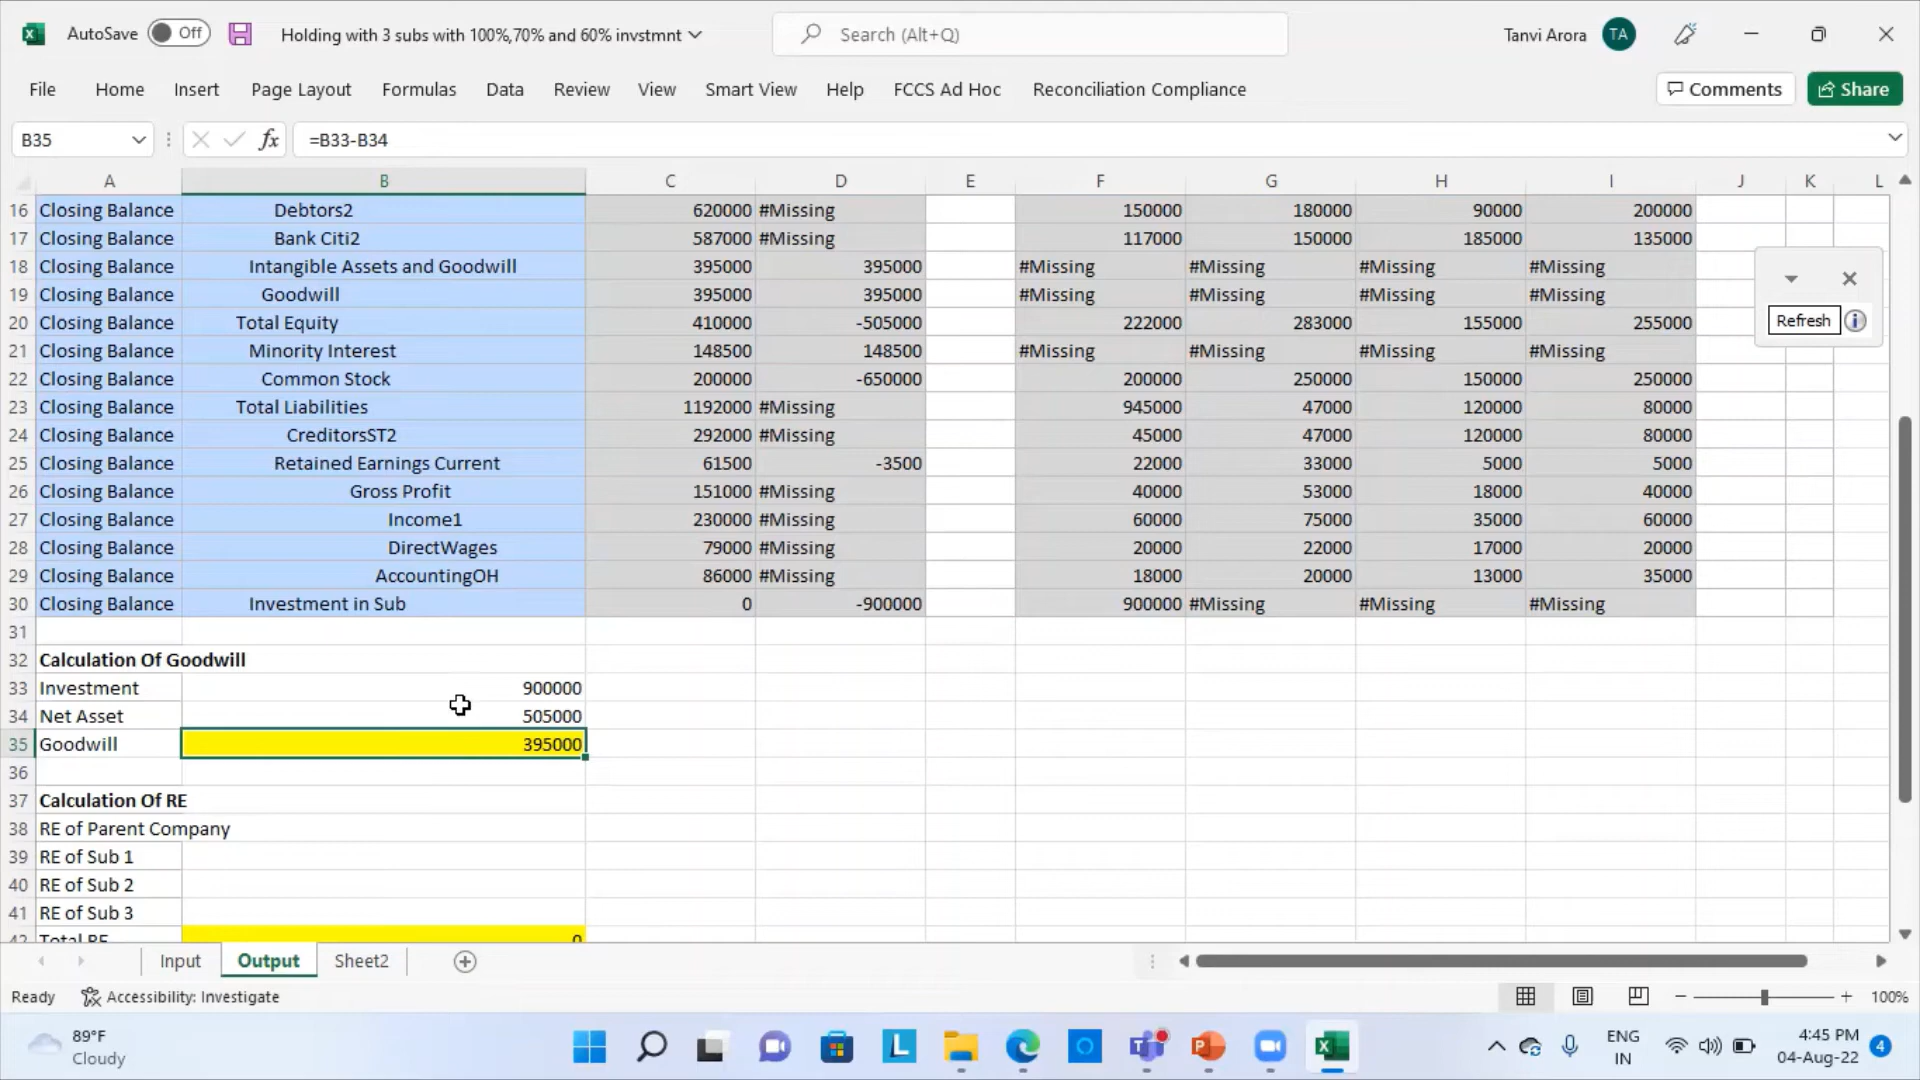 AutoSave Off Holding with 3 subs with 100%,70% and 60% invstmnt Search (Alt+Q) Tanvi Arora TA
File Home Insert Page Layout Formulas Data Review View Smart View Help FCCS Ad Hoc Reconciliation Compliance Comments Share
B35 fx =B33-B34
A B C D E F G H I J K L
16 Closing Balance Debtors2 620000 #Missing 150000 180000 90000 200000
17 Closing Balance Bank Citi2 587000 #Missing 117000 150000 185000 135000
18 Closing Balance Intangible Assets and Goodwill 395000 395000 #Missing #Missing #Missing #Missing
19 Closing Balance Goodwill 395000 395000 #Missing #Missing #Missing #Missing
20 Closing Balance Total Equity 410000 -505000 222000 283000 155000 255000
Refresh
21 Closing Balance Minority Interest 148500 148500 #Missing #Missing #Missing #Missing
22 Closing Balance Common Stock 200000 -650000 200000 250000 150000 250000
23 Closing Balance Total Liabilities 1192000 #Missing 945000 47000 120000 80000
24 Closing Balance CreditorsST2 292000 #Missing 45000 47000 120000 80000
25 Closing Balance Retained Earnings Current 61500 -3500 22000 33000 5000 5000
26 Closing Balance Gross Profit 151000 #Missing 40000 53000 18000 40000
27 Closing Balance Income1 230000 #Missing 60000 75000 35000 60000
28 Closing Balance DirectWages 79000 #Missing 20000 22000 17000 20000
29 Closing Balance AccountingOH 86000 #Missing 18000 20000 13000 35000
30 Closing Balance Investment in Sub 0 -900000 900000 #Missing #Missing #Missing
31
32 Calculation Of Goodwill
33 Investment 900000
34 Net Asset 505000
35 Goodwill 395000
36
37 Calculation Of RE
38 RE of Parent Company
39 RE of Sub 1
40 RE of Sub 2
41 RE of Sub 3
42 Total RE 0
Input Output Sheet2
Ready Accessibility: Investigate 100%
89°F
Cloudy
ENG
IN
4:45 PM
04-Aug-22
4